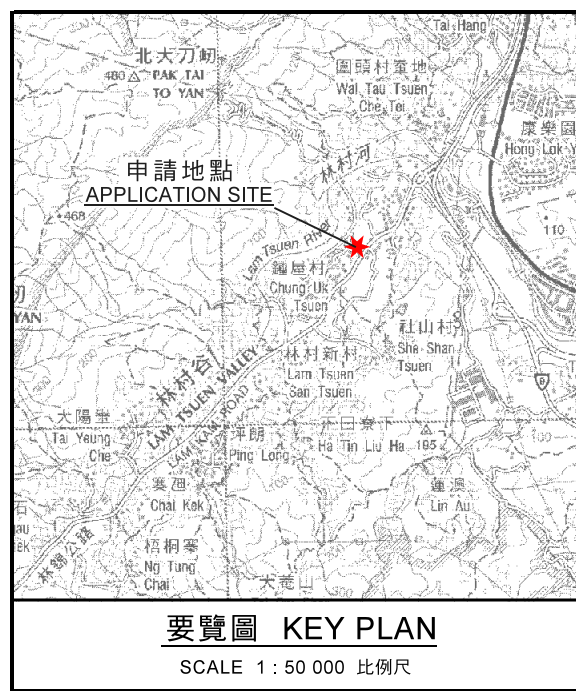 Tai Hang
北大刀屻
480
PAK TAI
TO YAN
圍頭村
Wai Tau Tsuen
Che Tei
康樂園
Hong Lok Y
林村河
申請地點
APPLICATION SITE
468
110
Lam Tsuen River
鍾屋村
Chung Uk
Tsuen
屻
YAN
社山村
She Shan
Tsuen
林村新村
Lam Tsuen
San Tsuen
林村谷
LAM TSUEN VALLEY
LAM KAM ROAD
大陽輋
Tai Yeung
Che
坪朗
Ping Long
下田寮下
Ha Tin Liu Ha
195
寨乪
Chai Kek
蓮澳
Lin Au
石
林錦公路
梧桐寨
Ng Tung
Chai
大菴山
300
要覽圖 KEY PLAN
SCALE 1 : 50 000 比例尺